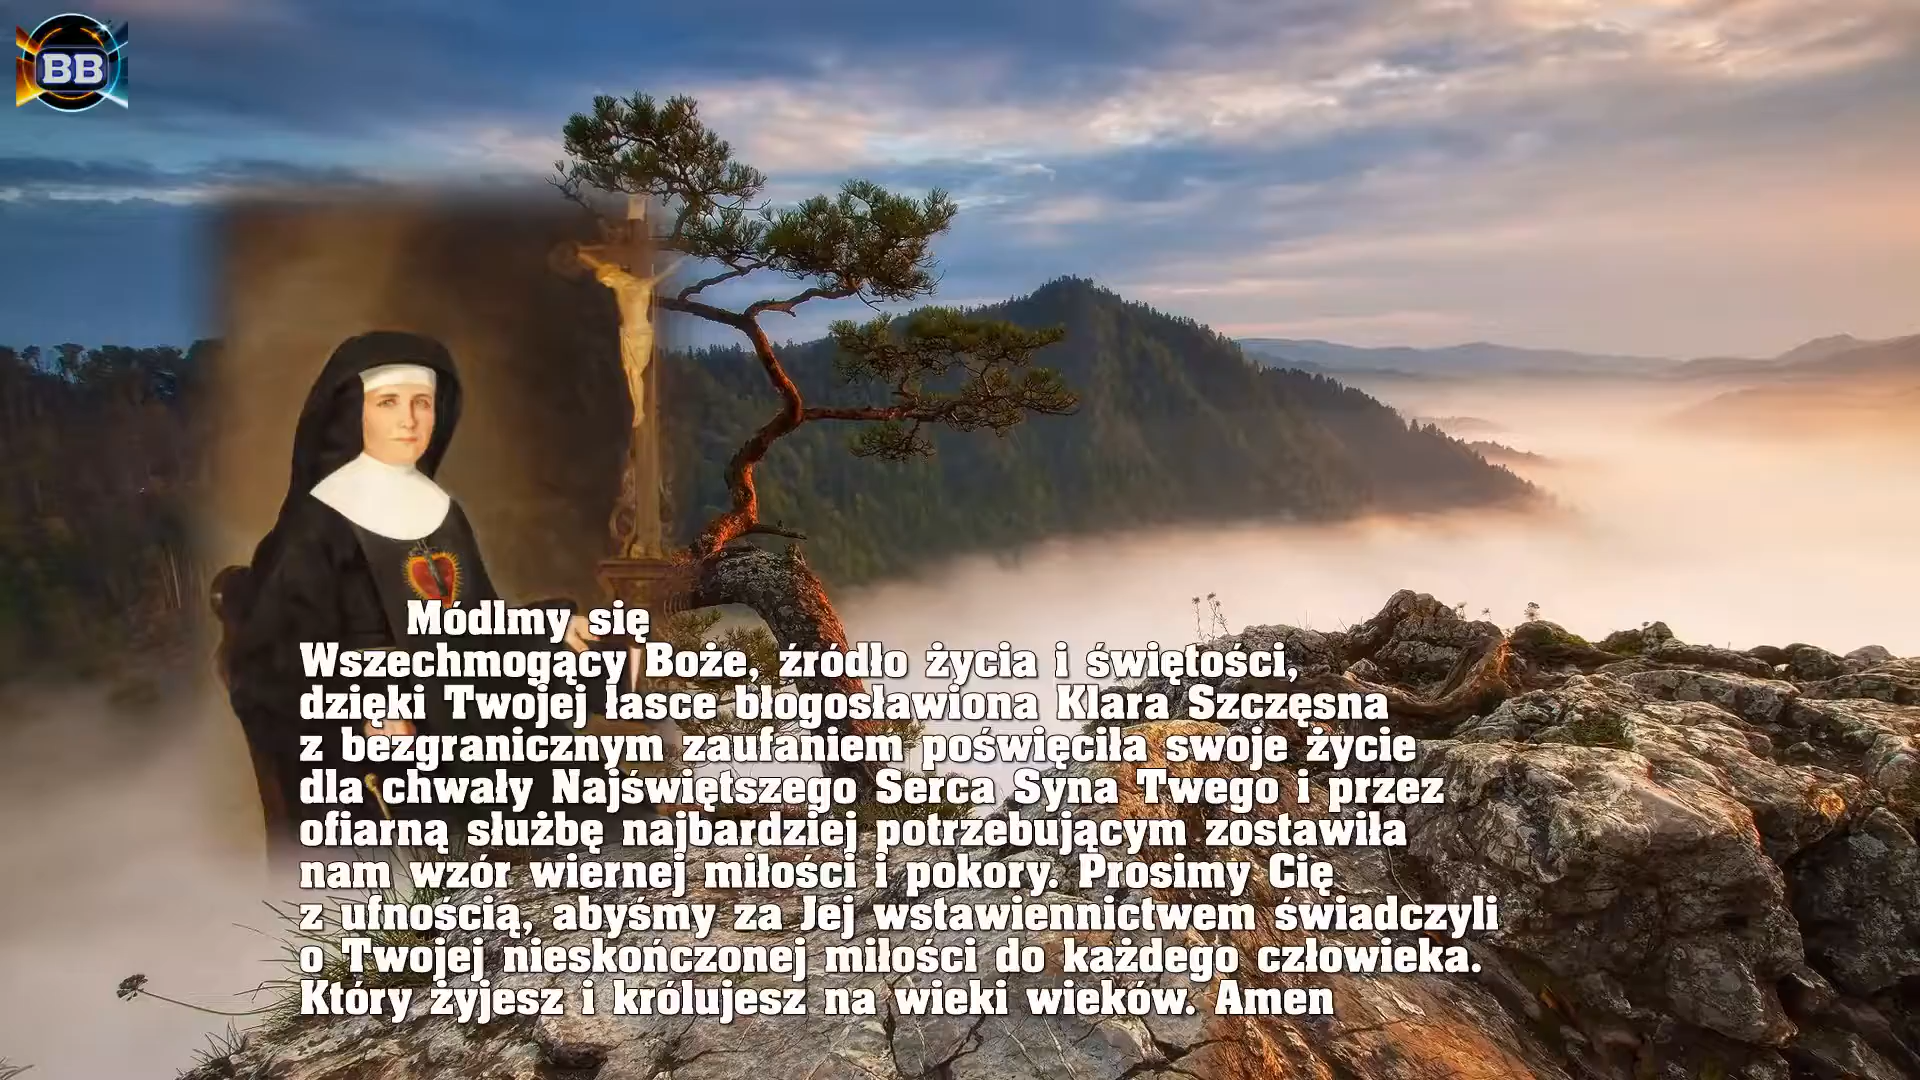 BB
Módlmy się
Wszechmogący Boże, źródło życia i świętości,
dzięki Twojej łasce błogosławiona Klara Szczęsna
z bezgranicznym zaufaniem poświęciła swoje życie
dla chwały Najświętszego Serca Syna Twego i przez
ofiarną służbę najbardziej potrzebującym zostawiła
nam wzór wiernej miłości i pokory. Prosimy Cię
z ufnością, abyśmy za Jej wstawiennictwem świadczyli
o Twojej nieskończonej miłości do każdego człowieka.
Który żyjesz i królujesz na wieki wieków. Amen